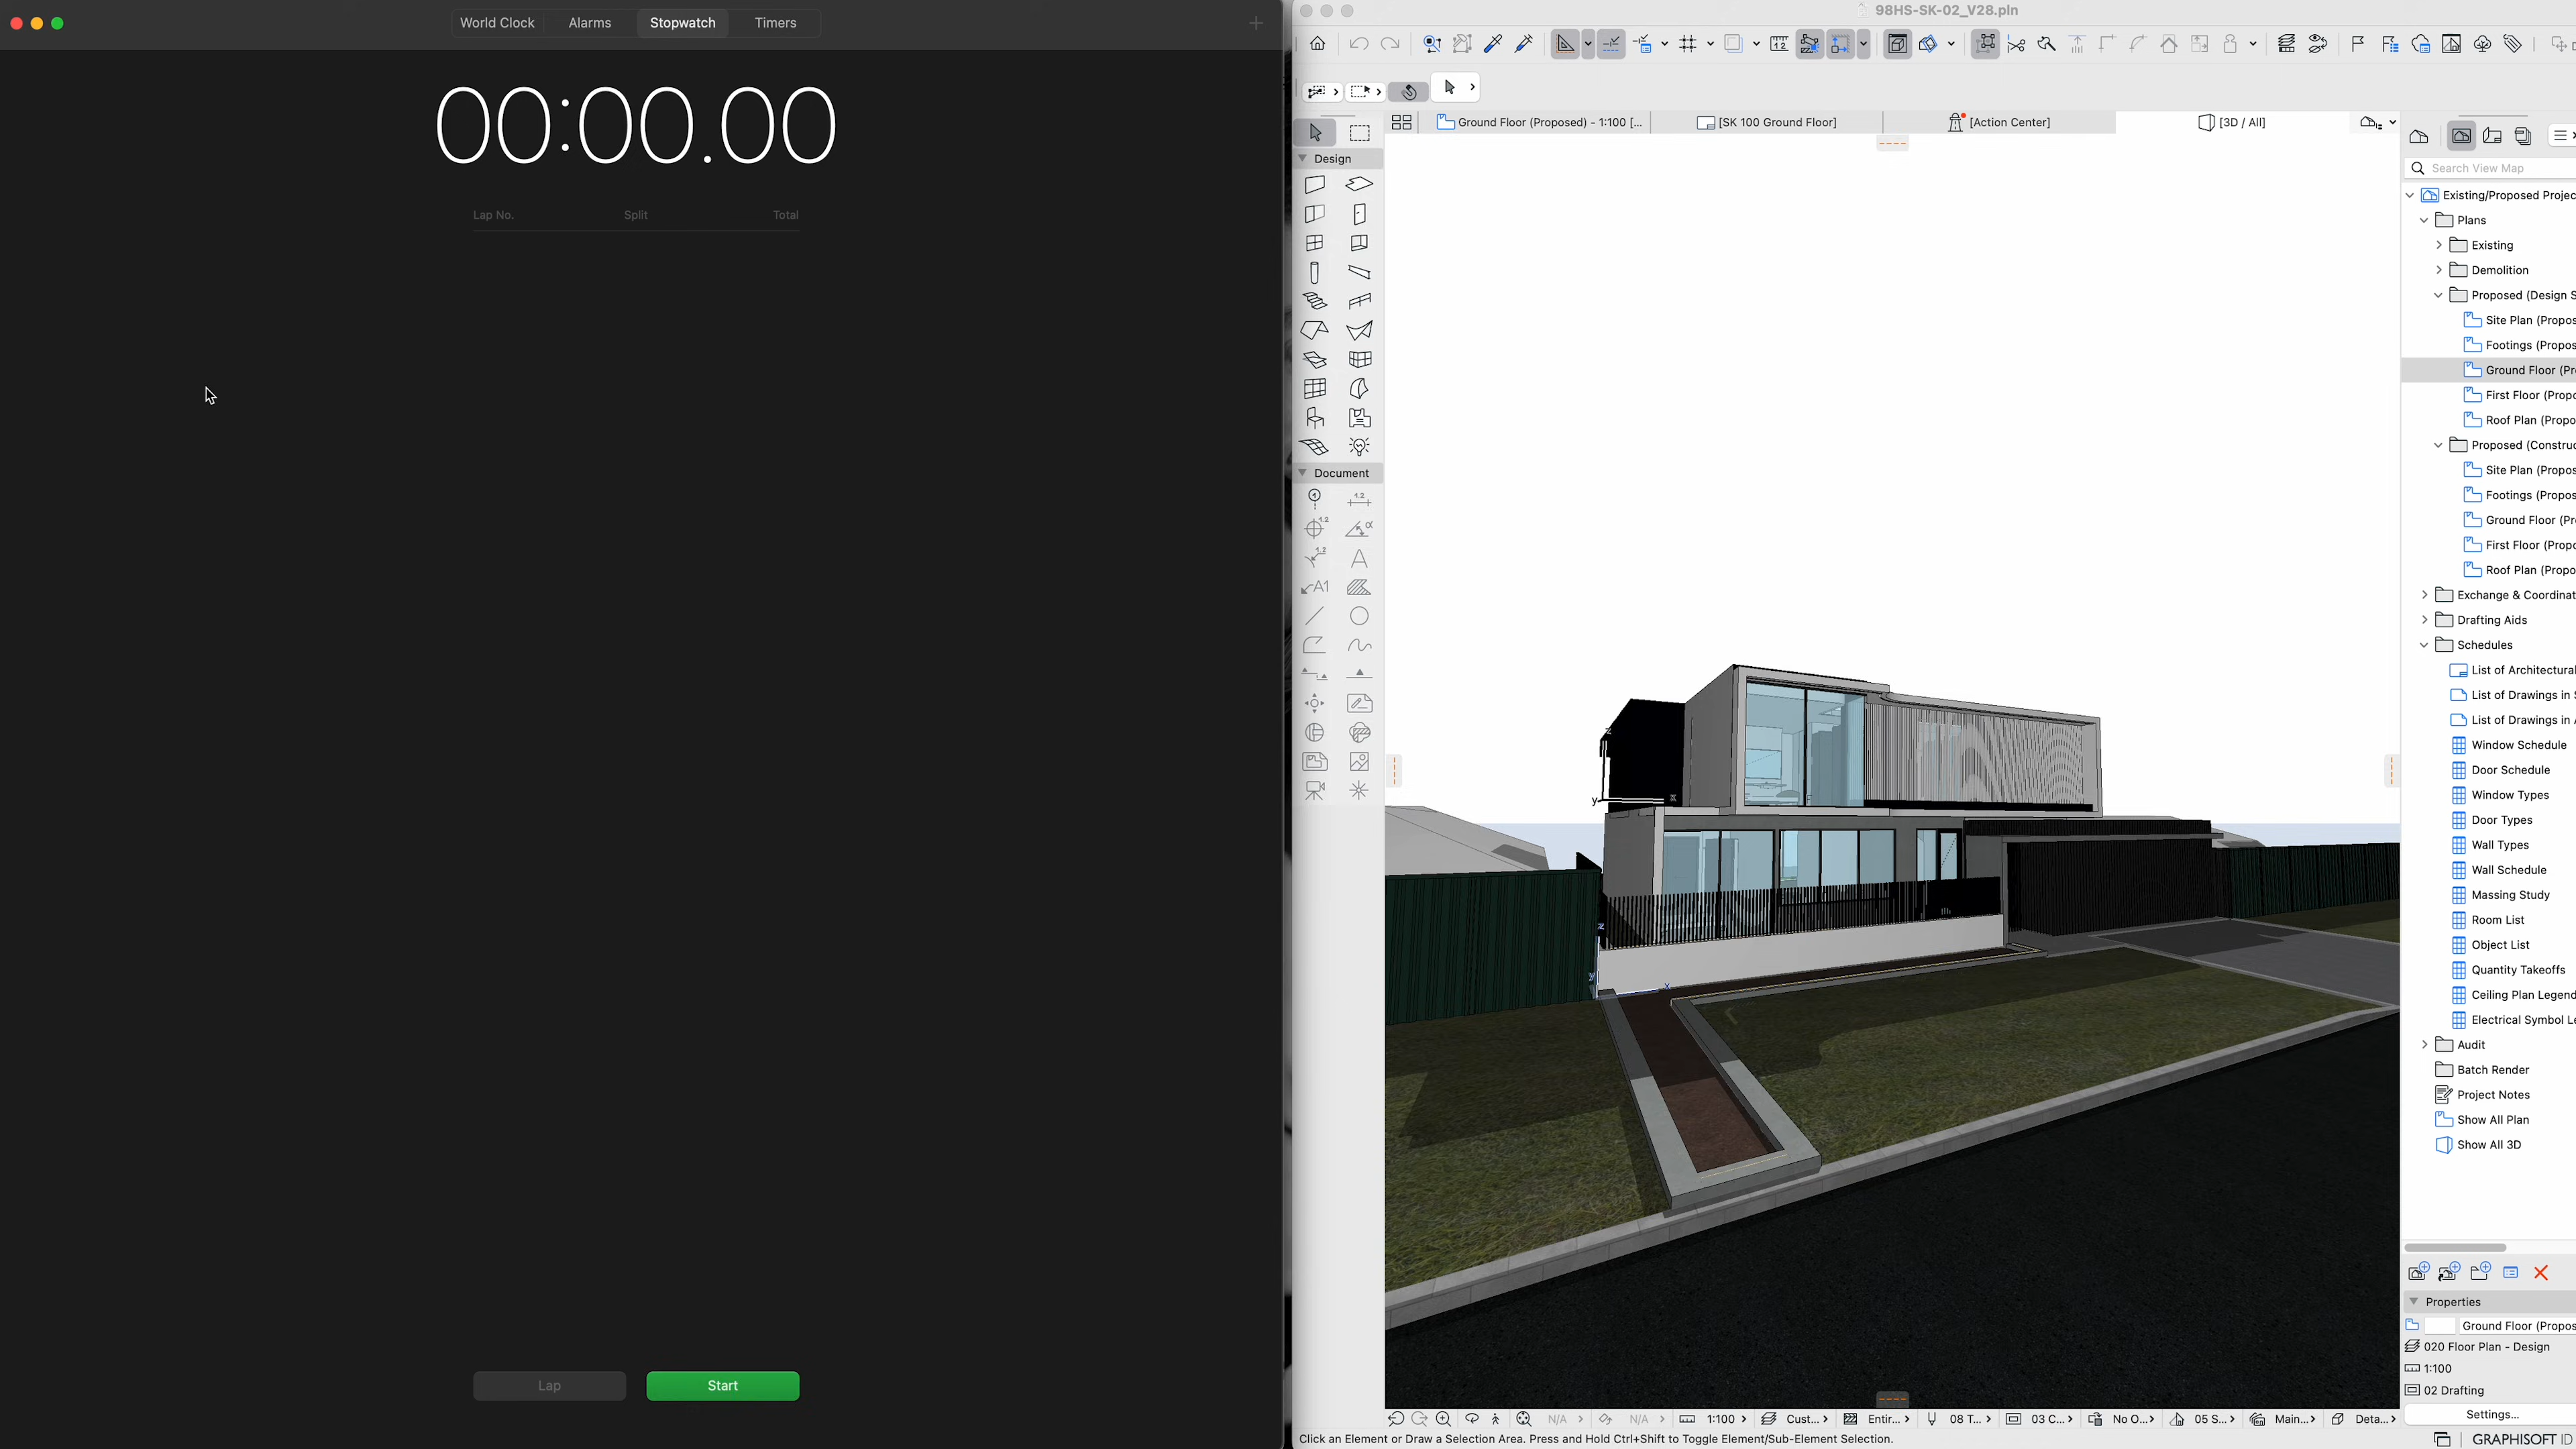 World Clock
Alarms
Stopwatch
Timers
00:00.00
Lap No.
Split
Total
Lap
Start
98HS-SK-02_V28.pln
Ground Floor (Proposed) - 1:100 [...
[SK 100 Ground Floor]
[Action Center]
[3D / All]
Design
Document
Search View Map
Existing/Proposed Projec
Plans
Existing
Demolition
Proposed (Design S
Site Plan (Propos
Footings (Propos
Ground Floor (Pr
First Floor (Propo
Roof Plan (Propo
Proposed (Construc
Site Plan (Propos
Footings (Propos
Ground Floor (Pr
First Floor (Propo
Roof Plan (Propo
Exchange & Coordinat
Drafting Aids
Schedules
List of Architectural
List of Drawings in
List of Drawings in
Window Schedule
Door Schedule
Window Types
Door Types
Wall Types
Wall Schedule
Massing Study
Room List
Object List
Quantity Takeoffs
Ceiling Plan Legend
Electrical Symbol Le
Audit
Batch Render
Project Notes
Show All Plan
Show All 3D
Properties
Ground Floor (Propos
020 Floor Plan - Design
1:100
02 Drafting
Settings...
N/A
N/A
1:100
Cust...
Entir...
08 T...
03 C...
No O...
05 S...
Main...
Deta...
Click an Element or Draw a Selection Area. Press and Hold Ctrl+Shift to Toggle Element/Sub-Element Selection.
GRAPHISOFT ID